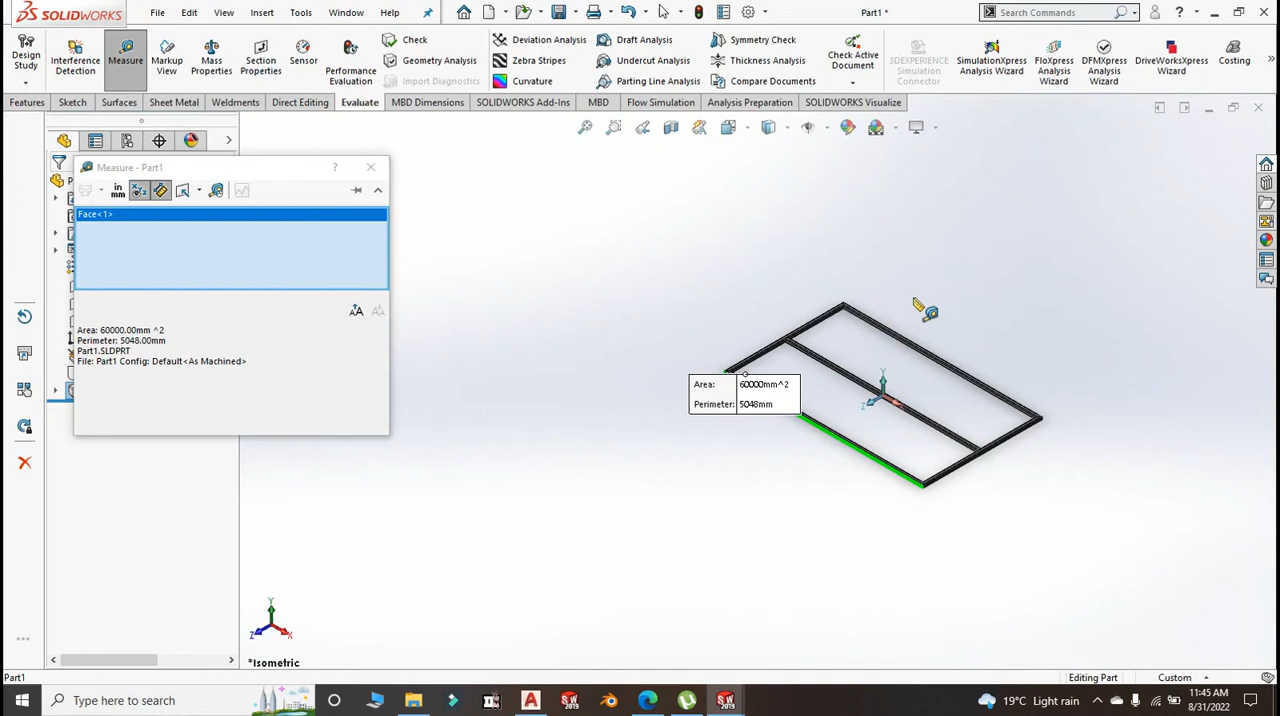 SOLIDWORKS
File Edit View Insert Tools Window Help
Part1 *
Search Commands
Design Study
Interference Detection
Measure
Markup View
Mass Properties
Section Properties
Sensor
Performance Evaluation
Check
Geometry Analysis
Import Diagnostics
Deviation Analysis
Zebra Stripes
Curvature
Draft Analysis
Undercut Analysis
Parting Line Analysis
Symmetry Check
Thickness Analysis
Compare Documents
Check Active Document
3DEXPERIENCE Simulation Connector
SimulationXpress Analysis Wizard
FloXpress Analysis Wizard
DFMXpress Analysis Wizard
DriveWorksXpress Wizard
Costing
Features Sketch Surfaces Sheet Metal Weldments Direct Editing Evaluate MBD Dimensions SOLIDWORKS Add-Ins MBD Flow Simulation Analysis Preparation SOLIDWORKS Visualize
Measure - Part1
?
in
mm
XYZ
Face<1>
Area: 60000.00mm ^2
Perimeter: 5048.00mm
Part1.SLDPRT
File: Part1 Config: Default<As Machined>
Area: 60000mm^2
Perimeter: 5048mm
Y
Z
Y
Z X
*Isometric
Part1
Editing Part
Custom
Type here to search
19°C Light rain
11:45 AM
8/31/2022